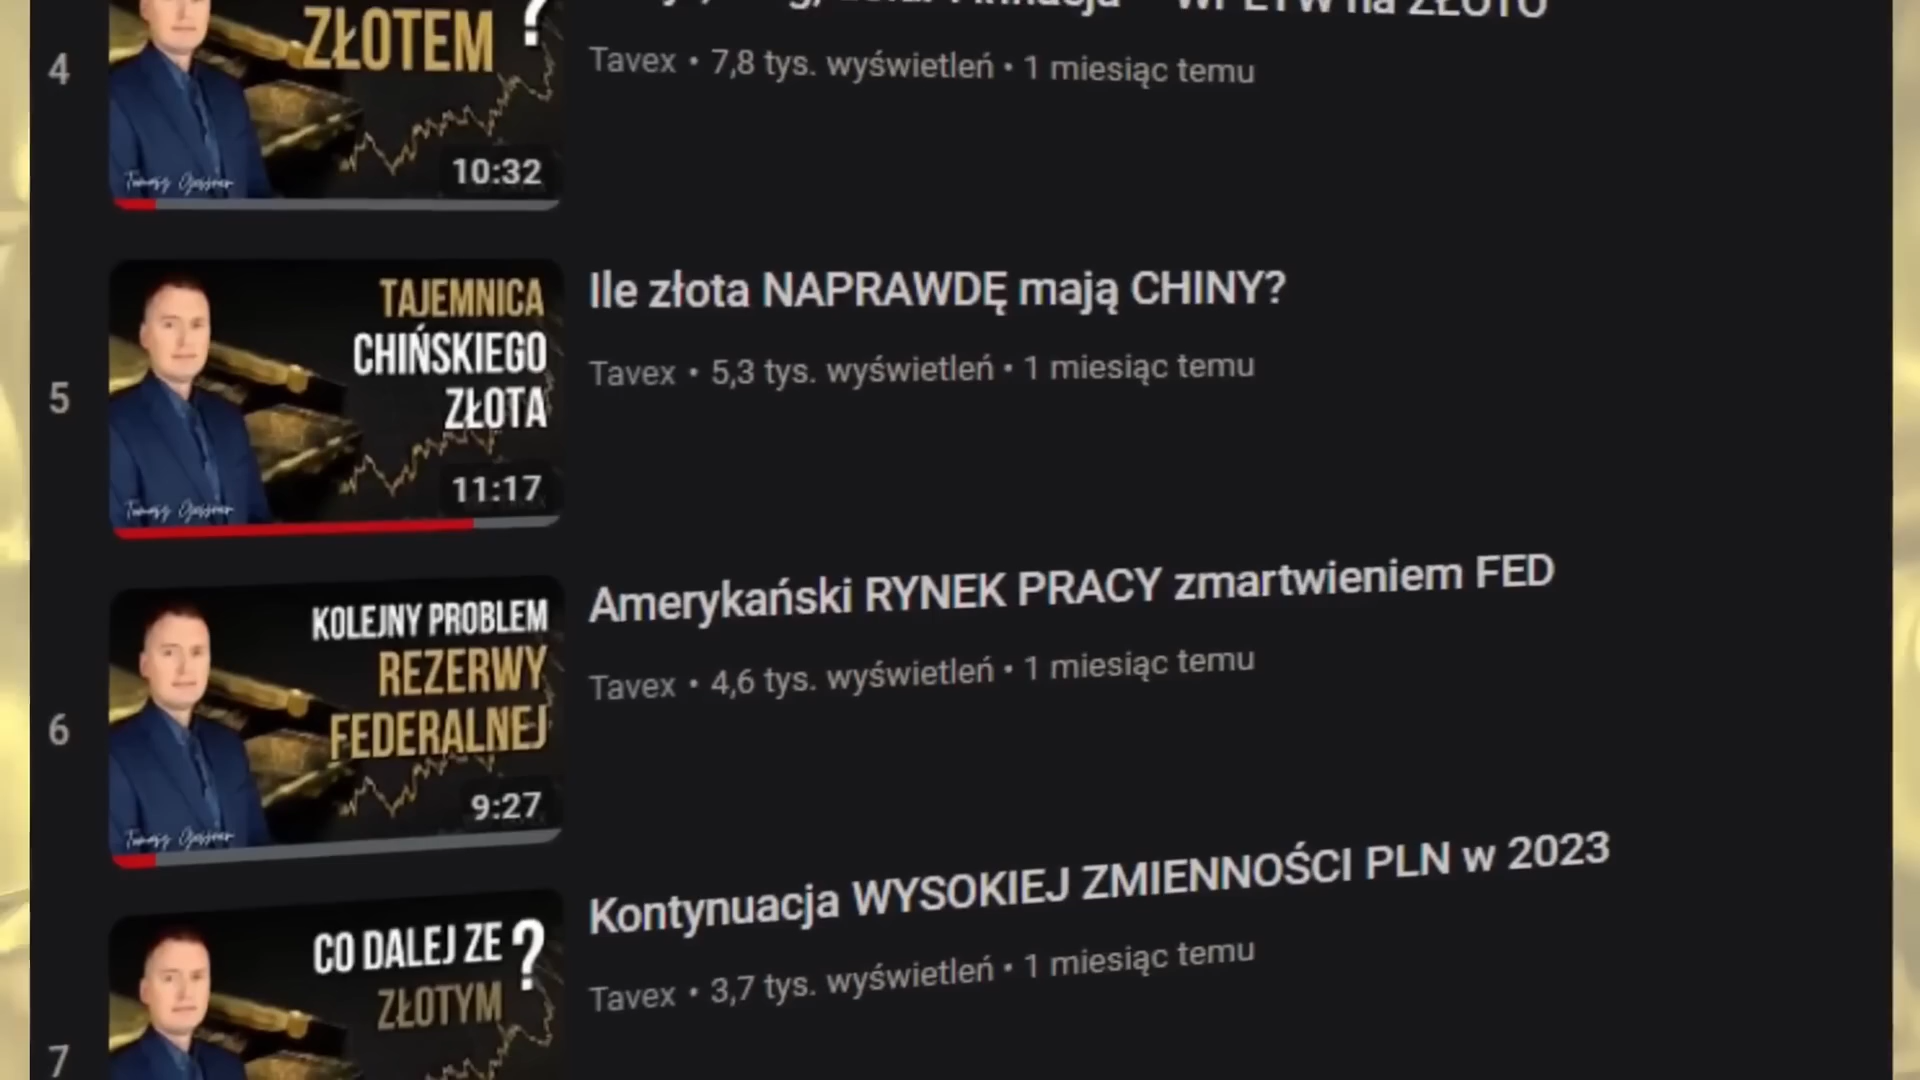 4
ZŁOTEM ?
10:32
WPŁYW na ZŁOTO
Tavex • 7,8 tys. wyświetleń • 1 miesiąc temu
5
TAJEMNICA
CHIŃSKIEGO
ZŁOTA
11:17
Ile złota NAPRAWDĘ mają CHINY?
Tavex • 5,3 tys. wyświetleń • 1 miesiąc temu
6
KOLEJNY PROBLEM
REZERWY
FEDERALNEJ
9:27
Amerykański RYNEK PRACY zmartwieniem FED
Tavex • 4,6 tys. wyświetleń • 1 miesiąc temu
7
CO DALEJ ZE ?
ZŁOTYM
Kontynuacja WYSOKIEJ ZMIENNOŚCI PLN w 2023
Tavex • 3,7 tys. wyświetleń • 1 miesiąc temu